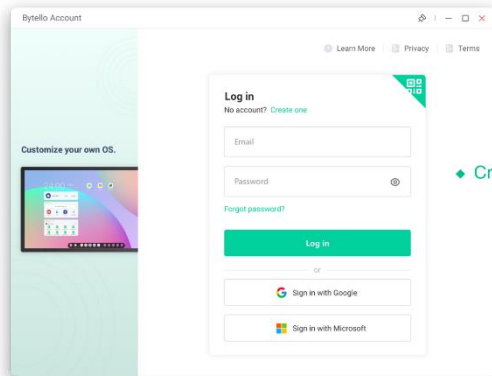 Bytello Account
Learn More
Privacy
Terms
Log in
No account? Create one
Email
Customize your own OS.
Password
Forgot password?
Log in
or
Sign in with Google
Sign in with Microsoft
Cr